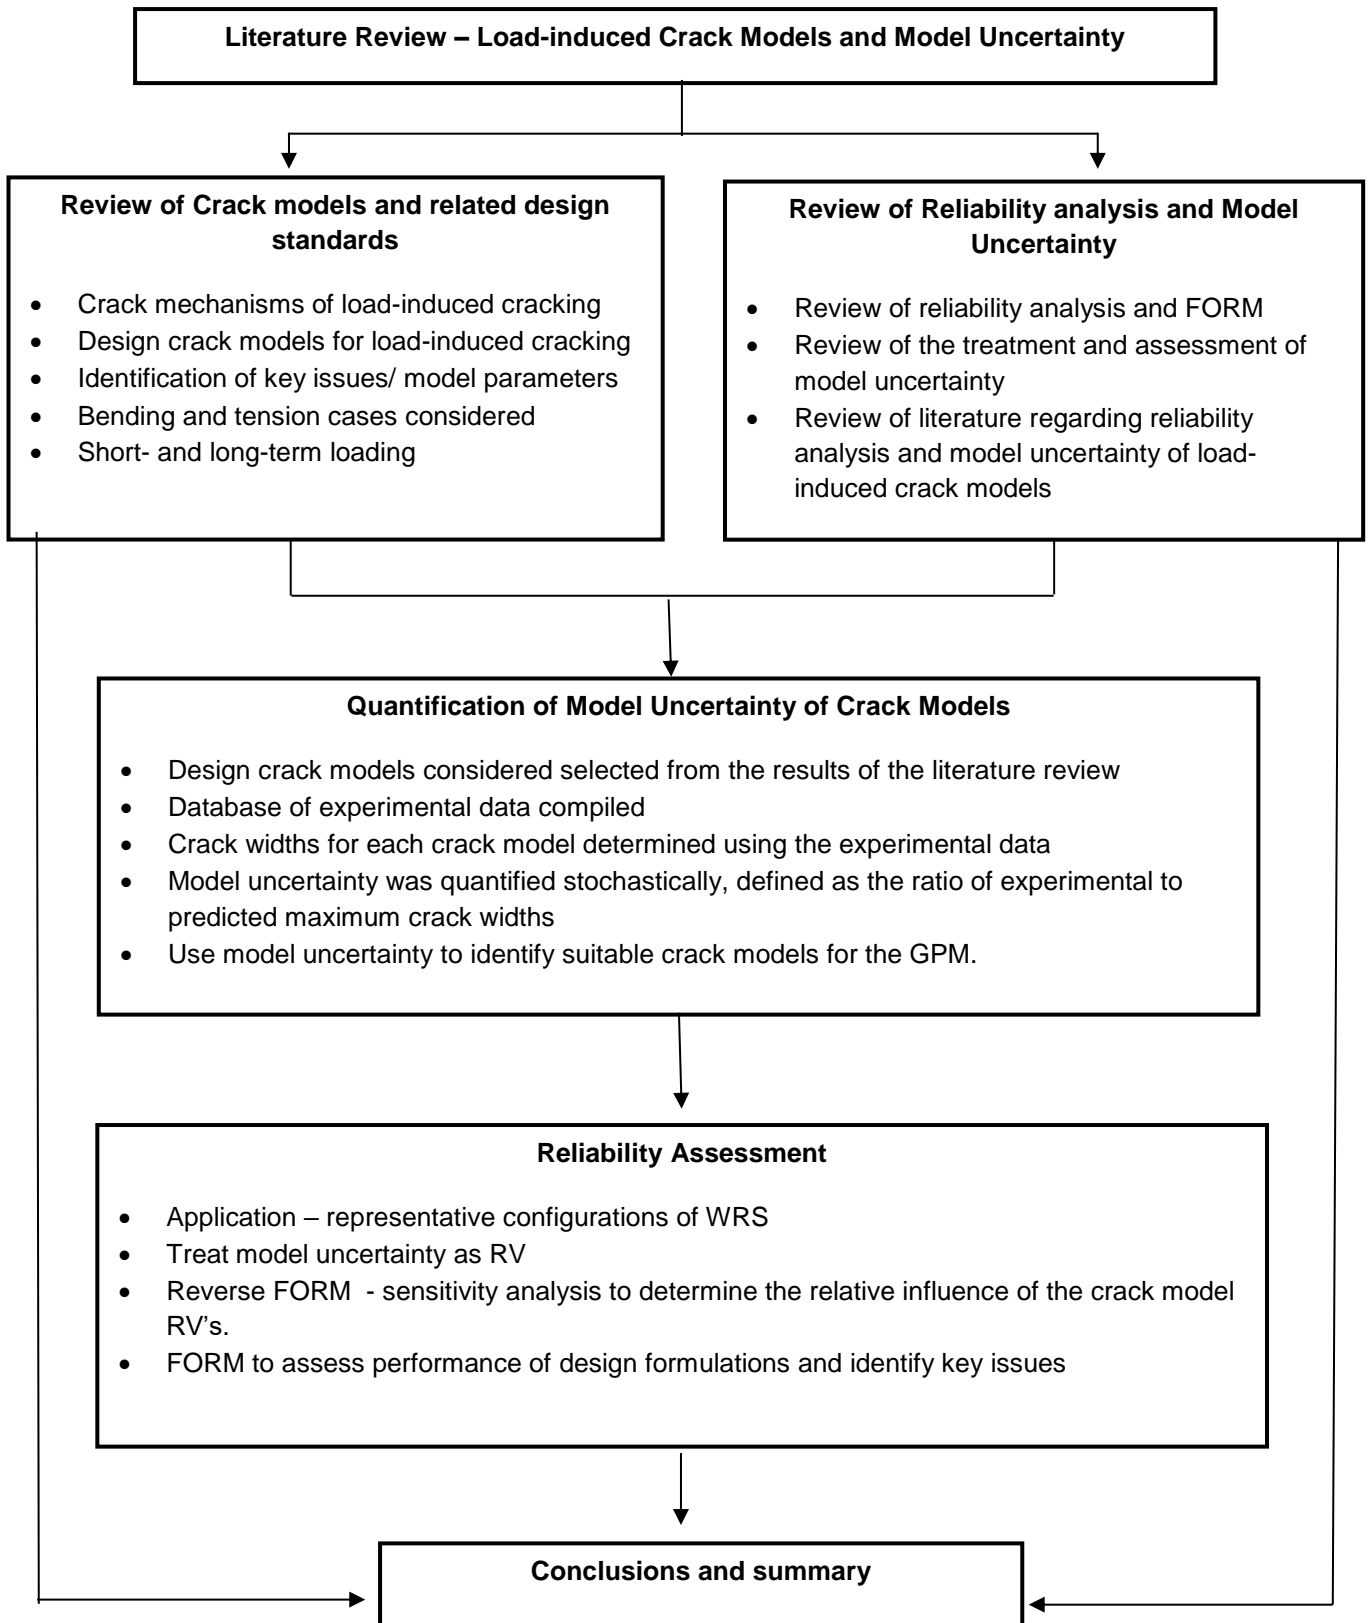 Literature Review – Load-induced Crack Models and Model Uncertainty
Review of Crack models and related design
standards
• Crack mechanisms of load-induced cracking
• Design crack models for load-induced cracking
• Identification of key issues/ model parameters
• Bending and tension cases considered
• Short- and long-term loading
Review of Reliability analysis and Model
Uncertainty
• Review of reliability analysis and FORM
• Review of the treatment and assessment of
model uncertainty
• Review of literature regarding reliability
analysis and model uncertainty of load-
induced crack models
Quantification of Model Uncertainty of Crack Models
• Design crack models considered selected from the results of the literature review
• Database of experimental data compiled
• Crack widths for each crack model determined using the experimental data
• Model uncertainty was quantified stochastically, defined as the ratio of experimental to
predicted maximum crack widths
• Use model uncertainty to identify suitable crack models for the GPM.
Reliability Assessment
• Application – representative configurations of WRS
• Treat model uncertainty as RV
• Reverse FORM - sensitivity analysis to determine the relative influence of the crack model
RV's.
• FORM to assess performance of design formulations and identify key issues
Conclusions and summary